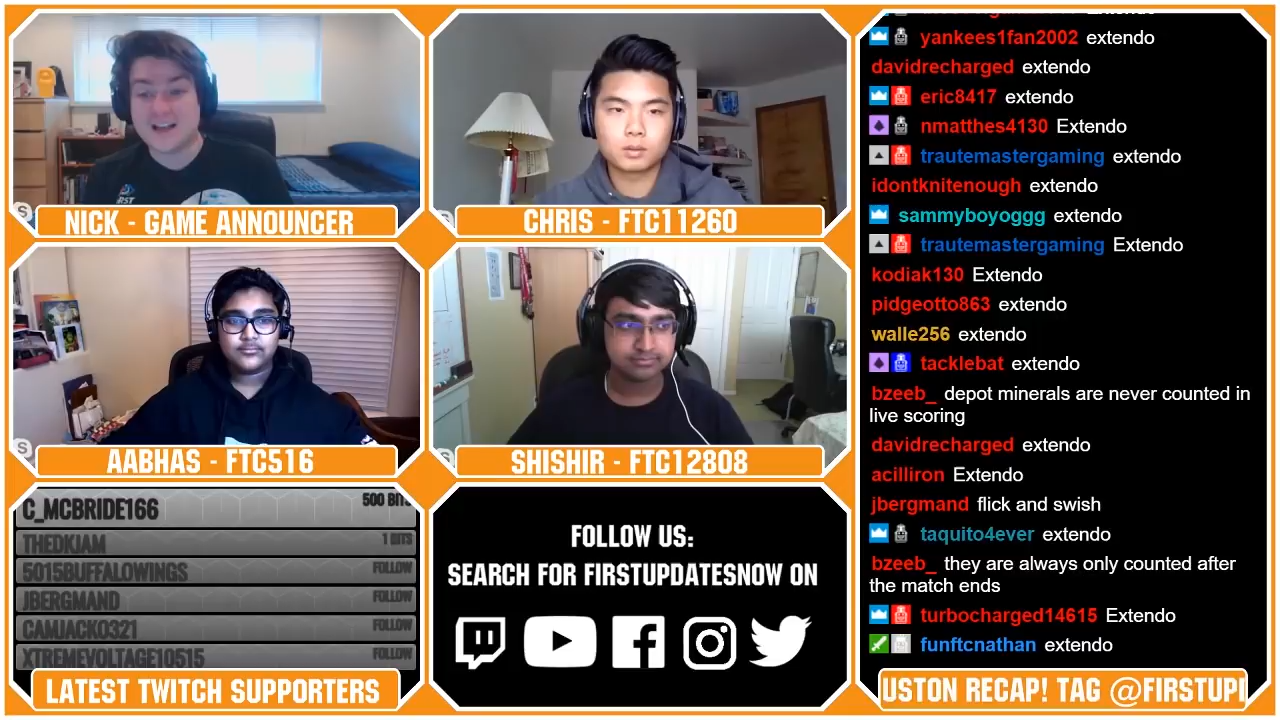 NICK - GAME ANNOUNCER
CHRIS - FTC11260
AABHAS - FTC516
SHISHIR - FTC12808
C_MCBRIDE166 500 BITS
THEDKJAM 1 BITS
5015BUFFALOWINGS FOLLOW
JBERGMAND FOLLOW
CAMJACKO321 FOLLOW
XTREMEVOLTAGE10515 FOLLOW
LATEST TWITCH SUPPORTERS
FOLLOW US:
SEARCH FOR FIRSTUPDATESNOW ON
yankees1fan2002 extendo
davidrecharged extendo
eric8417 extendo
nmatthes4130 Extendo
trautemastergaming extendo
idontknitenough extendo
sammyboyoggg extendo
trautemastergaming Extendo
kodiak130 Extendo
pidgeotto863 extendo
walle256 extendo
tacklebat extendo
bzeeb_ depot minerals are never counted in
live scoring
davidrecharged extendo
acilliron Extendo
jbergmand flick and swish
taquito4ever extendo
bzeeb_ they are always only counted after
the match ends
turbocharged14615 Extendo
funftcnathan extendo
USTON RECAP! TAG @FIRSTUP